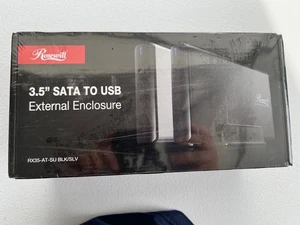 Rosewill
3.5" SATA TO USB
External Enclosure
RX35-AT-SU BLK/SLV